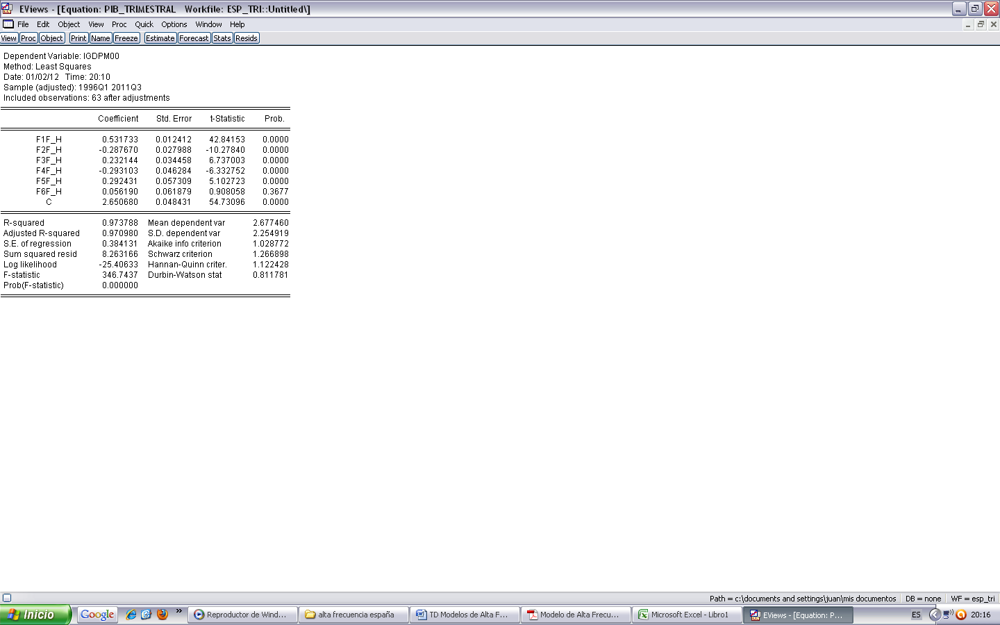 EViews - [Equation: PIB_TRIMESTRAL   Workfile: ESP_TRI::Untitled\]
File Edit Object View Proc Quick Options Window Help
View Proc Object Print Name Freeze Estimate Forecast Stats Resids
Dependent Variable: IGDPM00
Method: Least Squares
Date: 01/02/12   Time: 20:10
Sample (adjusted): 1996Q1 2011Q3
Included observations: 63 after adjustments
Coefficient Std. Error t-Statistic Prob.
F1F_H 0.531733 0.012412 42.84153 0.0000
F2F_H -0.287670 0.027988 -10.27840 0.0000
F3F_H 0.232144 0.034458 6.737003 0.0000
F4F_H -0.293103 0.046284 -6.332752 0.0000
F5F_H 0.292431 0.057309 5.102723 0.0000
F6F_H 0.056190 0.061879 0.908058 0.3677
C 2.650680 0.048431 54.73096 0.0000
R-squared 0.973788 Mean dependent var 2.677460
Adjusted R-squared 0.970980 S.D. dependent var 2.254919
S.E. of regression 0.384131 Akaike info criterion 1.028772
Sum squared resid 8.263166 Schwarz criterion 1.266898
Log likelihood -25.40633 Hannan-Quinn criter. 1.122428
F-statistic 346.7437 Durbin-Watson stat 0.811781
Prob(F-statistic) 0.000000
Path = c:\documents and settings\juan\mis documentos DB = none WF = esp_tri
Inicio Google » Reproductor de Wind... alta frecuencia españa TD Modelos de Alta F... Modelo de Alta Frecu... Microsoft Excel - Libro1 EViews - [Equation: P... ES 20:16